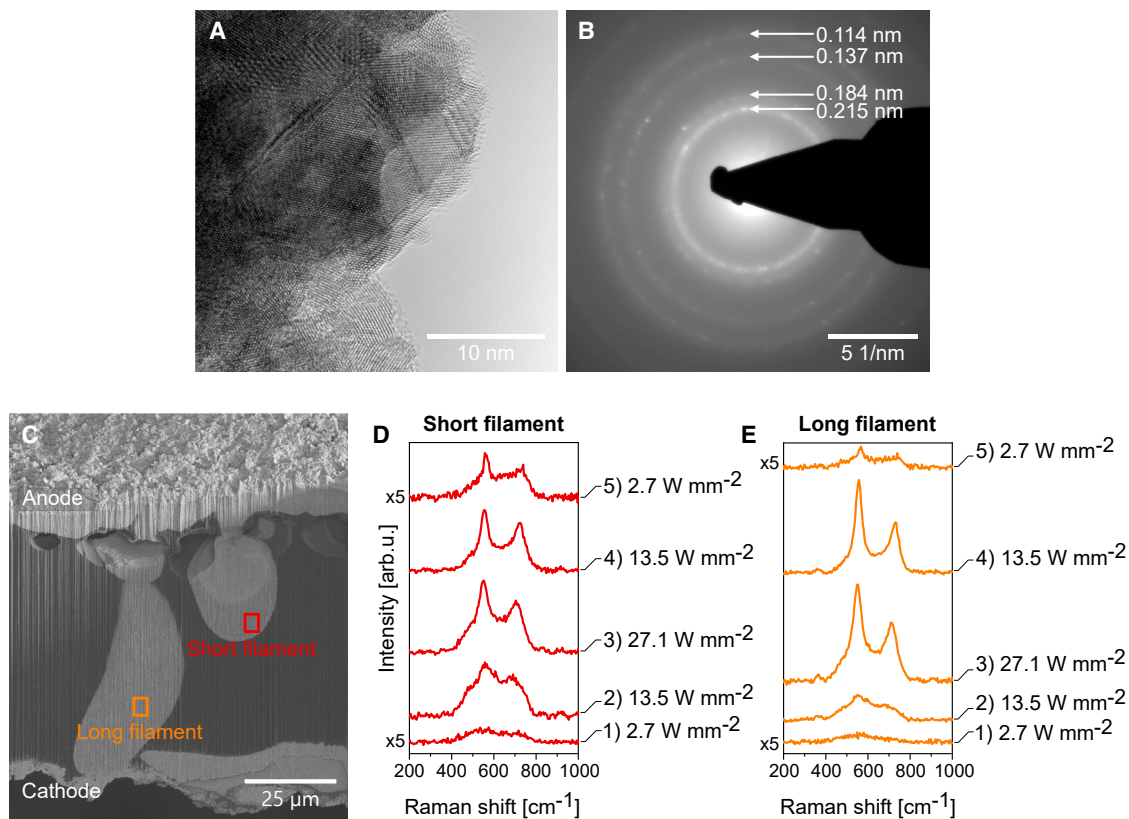 A
10 nm
B
0.114 nm
0.137 nm
0.184 nm
0.215 nm
5 1/nm
C
Anode
Short filament
Long filament
Cathode
25 µm
D
Short filament
Intensity [arb.u.]
x5
5) 2.7 W mm-2
4) 13.5 W mm-2
3) 27.1 W mm-2
2) 13.5 W mm-2
x5
1) 2.7 W mm-2
200 400 600 800 1000
Raman shift [cm-1]
E
Long filament
x5
5) 2.7 W mm-2
4) 13.5 W mm-2
3) 27.1 W mm-2
2) 13.5 W mm-2
x5
1) 2.7 W mm-2
200 400 600 800 1000
Raman shift [cm-1]